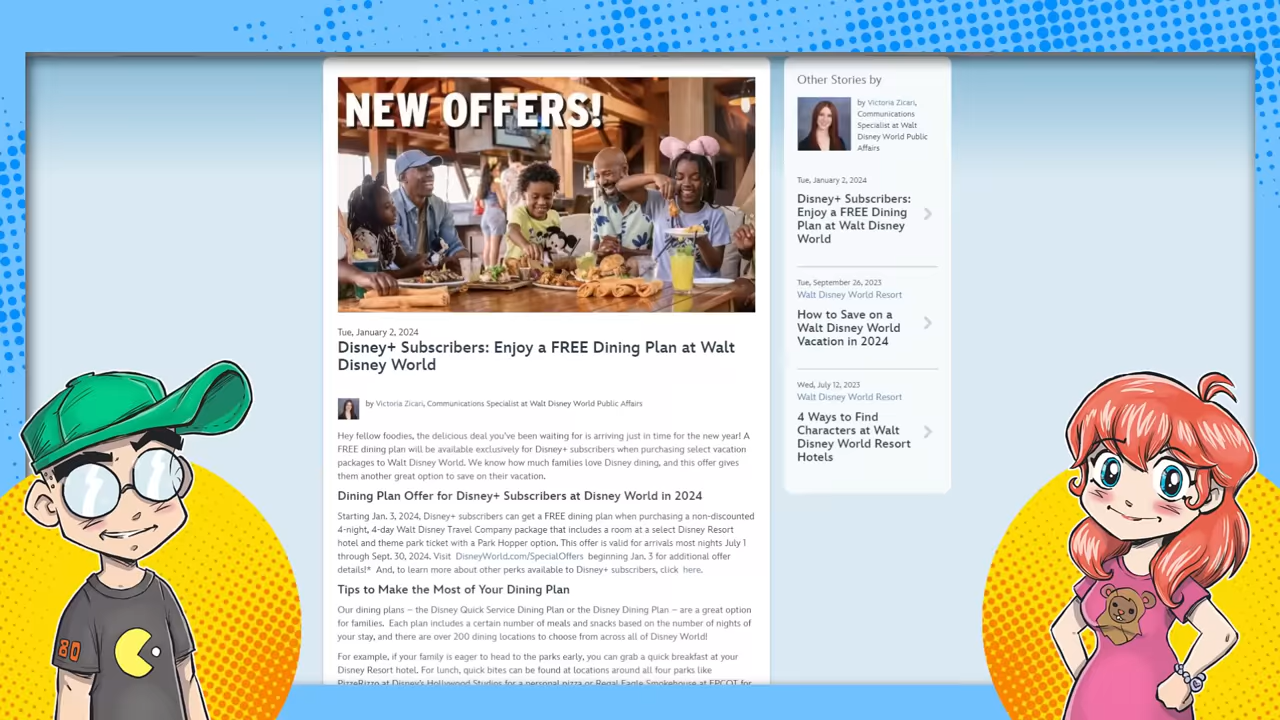 NEW OFFERS!
Tue, January 2, 2024
Disney+ Subscribers: Enjoy a FREE Dining Plan at Walt
Disney World
by Victoria Zicari, Communications Specialist at Walt Disney World Public Affairs
Hey fellow foodies, the delicious deal you've been waiting for is arriving just in time for the new year! A
FREE dining plan will be available exclusively for Disney+ subscribers when purchasing select vacation
packages to Walt Disney World. We know how much families love Disney dining, and this offer gives
them another great option to save on their vacation.
Dining Plan Offer for Disney+ Subscribers at Disney World in 2024
Starting Jan. 3, 2024, Disney+ subscribers can get a FREE dining plan when purchasing a non-discounted
4-night, 4-day Walt Disney Travel Company package that includes a room at a select Disney Resort
hotel and theme park ticket with a Park Hopper option. This offer is valid for arrivals most nights July 1
through Sept. 30, 2024. Visit DisneyWorld.com/SpecialOffers beginning Jan. 3 for additional offer
details!* And, to learn more about other perks available to Disney+ subscribers, click here.
Tips to Make the Most of Your Dining Plan
Our dining plans – the Disney Quick Service Dining Plan or the Disney Dining Plan – are a great option
for families. Each plan includes a certain number of meals and snacks based on the number of nights of
your stay, and there are over 200 dining locations to choose from across all of Disney World!
For example, if your family is eager to head to the parks early, you can grab a quick breakfast at your
Disney Resort hotel. For lunch, quick bites can be found at locations around all four parks like
PizzeRizzo at Disney's Hollywood Studios for a personal pizza or Regal Eagle Smokehouse at EPCOT for
Other Stories by
by Victoria Zicari,
Communications
Specialist at Walt
Disney World Public
Affairs
Tue, January 2, 2024
Disney+ Subscribers:
Enjoy a FREE Dining
Plan at Walt Disney
World
Tue, September 26, 2023
Walt Disney World Resort
How to Save on a
Walt Disney World
Vacation in 2024
Wed, July 12, 2023
Walt Disney World Resort
4 Ways to Find
Characters at Walt
Disney World Resort
Hotels
80